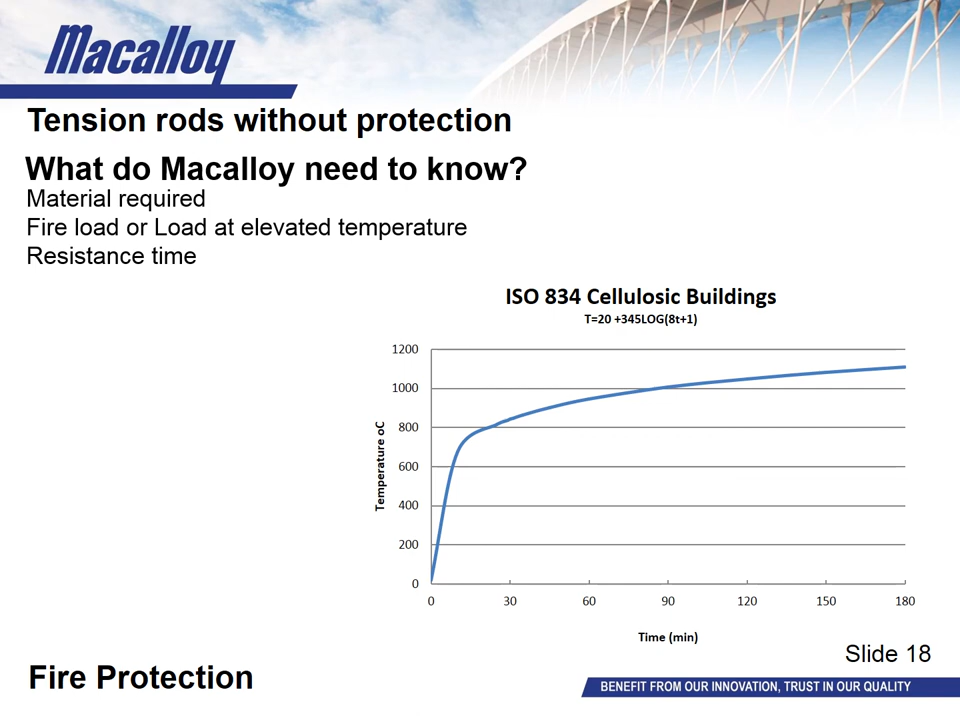 Macalloy
Tension rods without protection
What do Macalloy need to know?
Material required
Fire load or Load at elevated temperature
Resistance time
ISO 834 Cellulosic Buildings
T=20 +345LOG(8t+1)
1200
1000
800
600
400
200
0
Temperature oC
0 30 60 90 120 150 180
Time (min)
Slide 18
Fire Protection
BENEFIT FROM OUR INNOVATION, TRUST IN OUR QUALITY